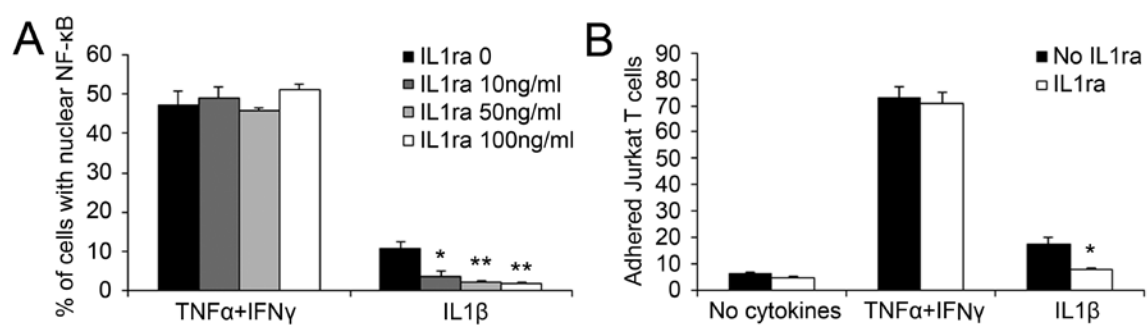 A
% of cells with nuclear NF-κB
60
50
40
30
20
10
0
IL1ra 0
IL1ra 10ng/ml
IL1ra 50ng/ml
IL1ra 100ng/ml
*
**
**
TNFα+IFNγ
IL1β
B
Adhered Jurkat T cells
90
80
70
60
50
40
30
20
10
0
No IL1ra
IL1ra
*
No cytokines
TNFα+IFNγ
IL1β